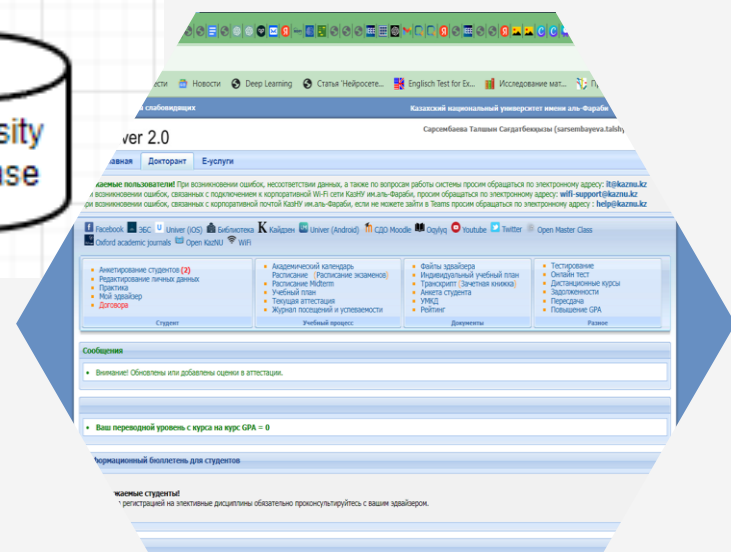 Новости Deep Learning Статья 'Нейросете... Englisch Test for Ex... Исследование мат...
слабовидящих Казахский национальный университет имени аль-Фараби
ver 2.0
Сарсембаева Талшын Сагдатбекқызы (sarsembayeva.talshy
Докторант Е-услуги
пользователи! При возникновении ошибок, несоответствии данных, а также по вопросам работы системы просим обращаться по электронному адресу: it@kaznu.kz
возникновении ошибок, связанных с подключением к корпоративной Wi-Fi сети КазНУ им.аль-Фараби, просим обращаться по электронному адресу: wifi-support@kaznu.kz
возникновении ошибок, связанных с корпоративной почтой КазНУ им.аль-Фараби, если не можете зайти в Teams просим обращаться по электронному адресу : help@kaznu.kz
Facebook ЭБС Univer (iOS) Библиотека Кайдзен Univer (Android) СДО Moodle Oqylyq Youtube Twitter Open Master Class
Oxford academic journals Open KazNU WiFi
Анкетирование студентов (2)
Редактирование личных данных
Практика
Мой эдвайзер
Договора
Студент
Академический календарь
Расписание (Расписание экзаменов)
Расписание Midterm
Учебный план
Текущая аттестация
Журнал посещений и успеваемости
Учебный процесс
Файлы эдвайзера
Индивидуальный учебный план
Транскрипт (Зачетная книжка)
Анкета студента
УМКД
Рейтинг
Документы
Тестирование
Онлайн тест
Дистанционные курсы
Задолженности
Пересдача
Повышение GPA
Разное
Сообщения
Внимание! Обновлены или добавлены оценки в аттестации.
Ваш переводной уровень с курса на курс GPA = 0
формационный бюллетень для студентов
студенты!
регистрацией на элективные дисциплины обязательно проконсультируйтесь с вашим эдвайзером.